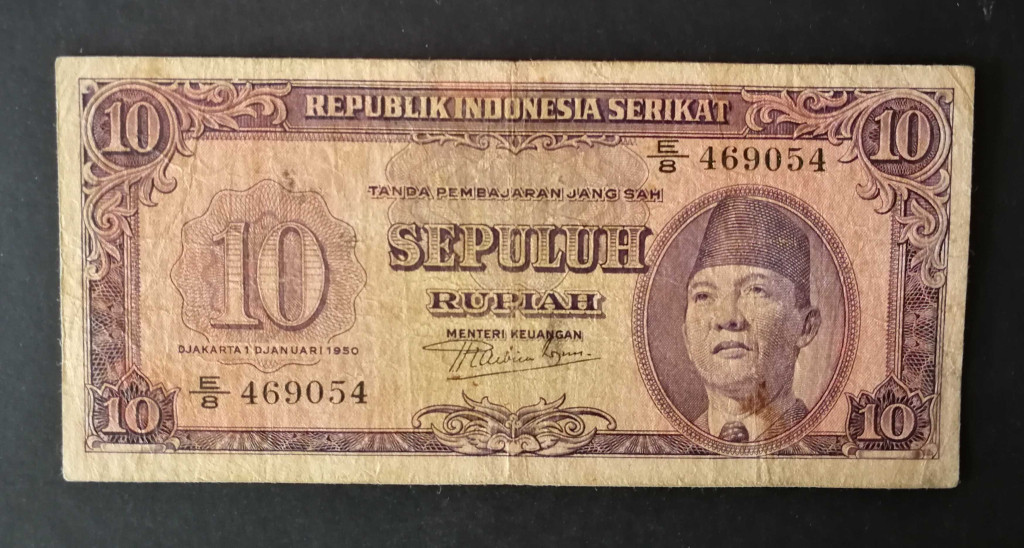 10 REPUBLIK INDONESIA SERIKAT 10
E/8 469054
TANDA PEMBAJARAN JANG SAH
10 SEPULUH
RUPIAH
MENTERI KEUANGAN
DJAKARTA 1 DJANUARI 1950
E/8 469054
10 10